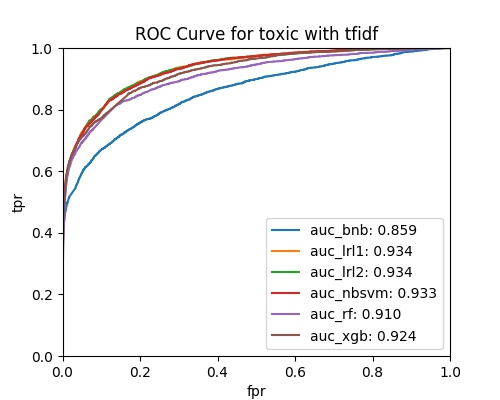 ROC Curve for toxic with tfidf
1.0
0.8
0.6
0.4
0.2
0.0
tpr
auc_bnb: 0.859
auc_lrl1: 0.934
auc_lrl2: 0.934
auc_nbsvm: 0.933
auc_rf: 0.910
auc_xgb: 0.924
0.0 0.2 0.4 0.6 0.8 1.0
fpr